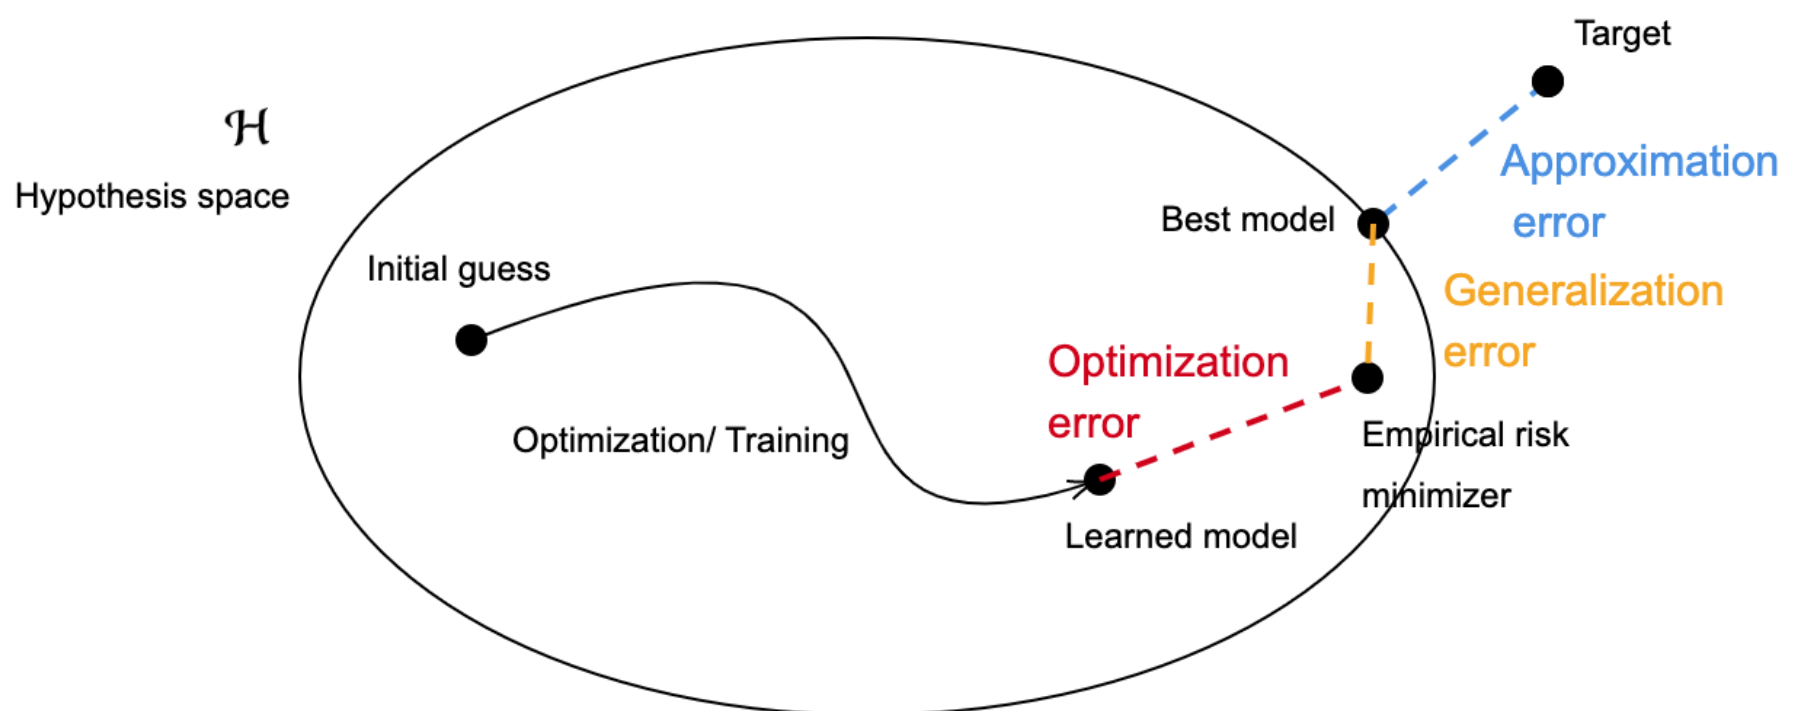 Target
ℋ
Approximation
error
Hypothesis space
Best model
Initial guess
Generalization
error
Optimization
error
Optimization/ Training
Empirical risk
minimizer
Learned model